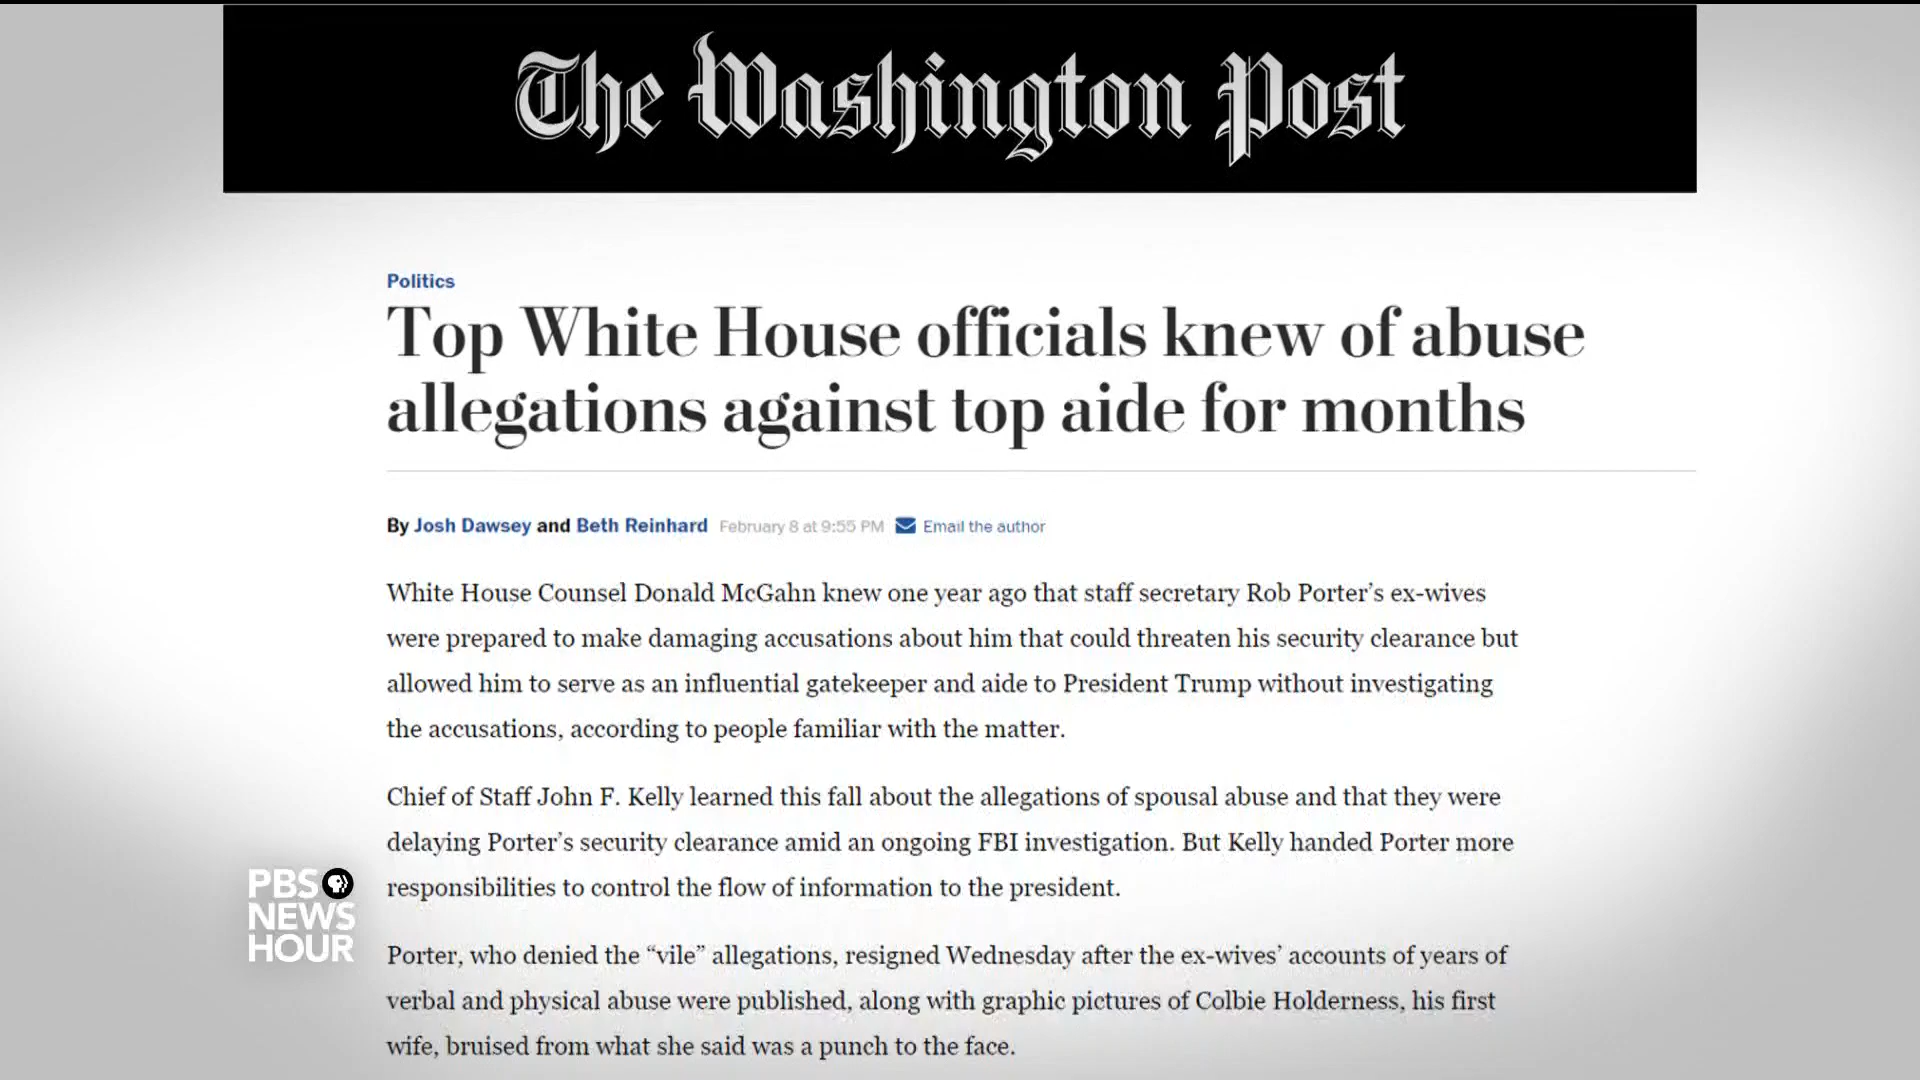 The Washington Post
Politics
Top White House officials knew of abuse
allegations against top aide for months
By Josh Dawsey and Beth Reinhard February 8 at 9:55 PM Email the author
White House Counsel Donald McGahn knew one year ago that staff secretary Rob Porter’s ex-wives
were prepared to make damaging accusations about him that could threaten his security clearance but
allowed him to serve as an influential gatekeeper and aide to President Trump without investigating
the accusations, according to people familiar with the matter.
Chief of Staff John F. Kelly learned this fall about the allegations of spousal abuse and that they were
delaying Porter’s security clearance amid an ongoing FBI investigation. But Kelly handed Porter more
responsibilities to control the flow of information to the president.
Porter, who denied the “vile” allegations, resigned Wednesday after the ex-wives’ accounts of years of
verbal and physical abuse were published, along with graphic pictures of Colbie Holderness, his first
wife, bruised from what she said was a punch to the face.
PBS
NEWS
HOUR